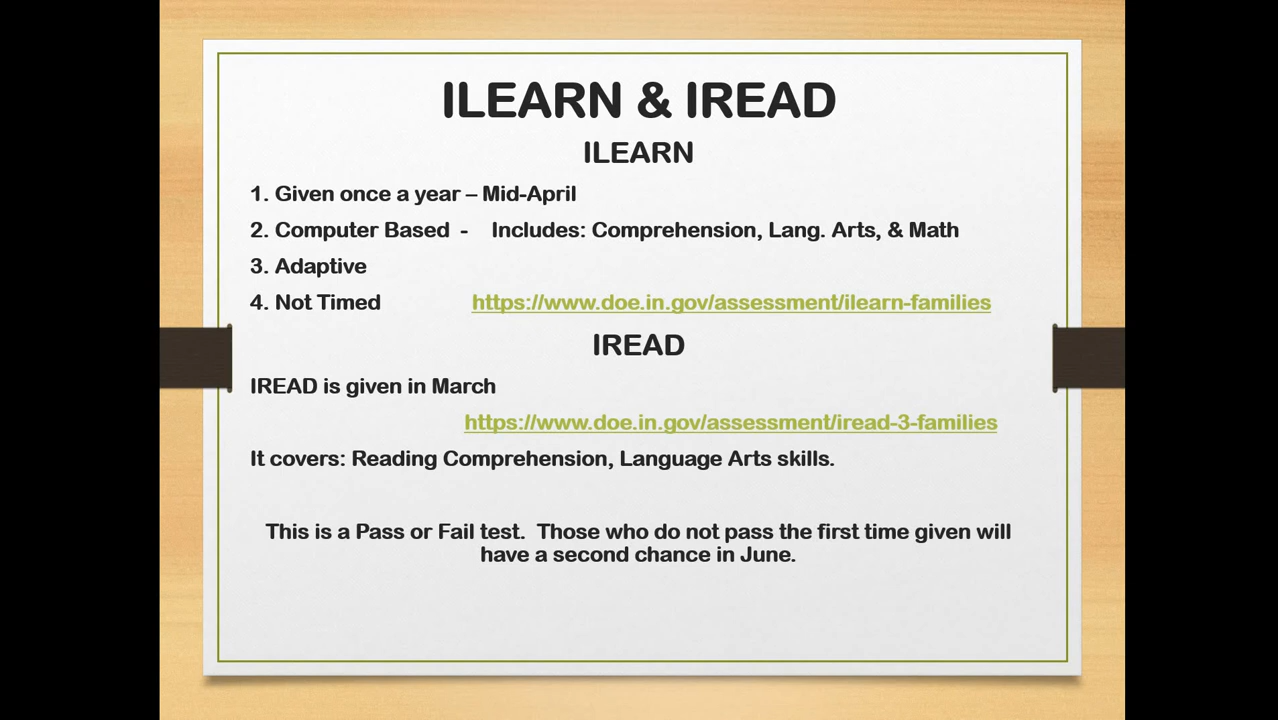 ILEARN & IREAD
ILEARN
1. Given once a year – Mid-April
2. Computer Based - Includes: Comprehension, Lang. Arts, & Math
3. Adaptive
4. Not Timed https://www.doe.in.gov/assessment/ilearn-families
IREAD
IREAD is given in March
https://www.doe.in.gov/assessment/iread-3-families
It covers: Reading Comprehension, Language Arts skills.
This is a Pass or Fail test. Those who do not pass the first time given will
have a second chance in June.